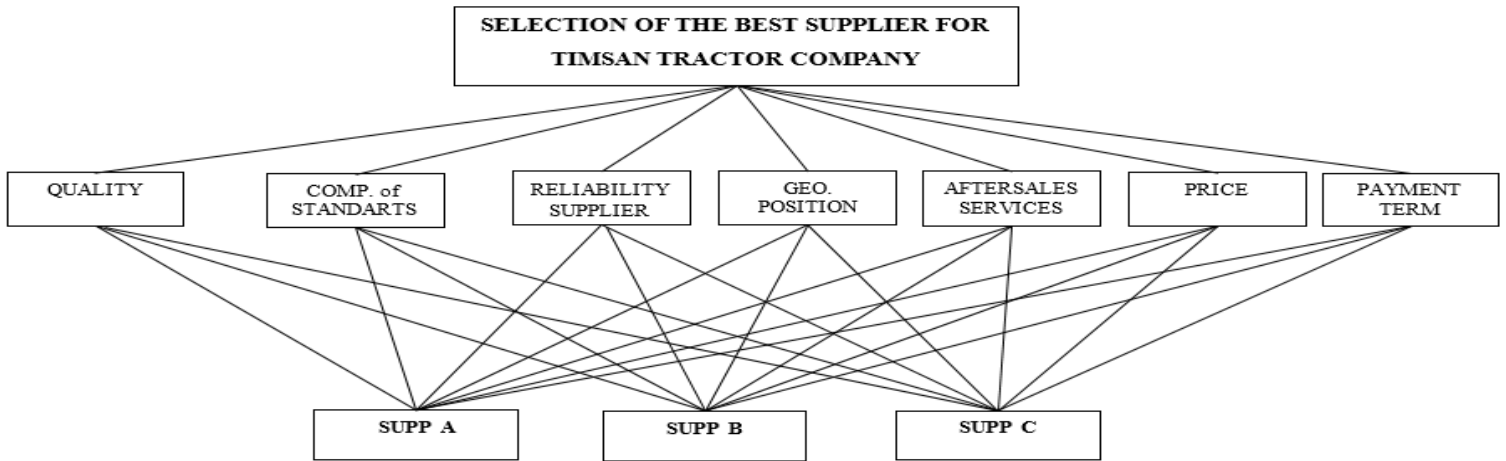 SELECTION OF THE BEST SUPPLIER FOR
TIMSAN TRACTOR COMPANY
QUALITY
COMP. of
STANDARTS
RELIABILITY
SUPPLIER
GEO.
POSITION
AFTERSALES
SERVICES
PRICE
PAYMENT
TERM
SUPP A
SUPP B
SUPP C